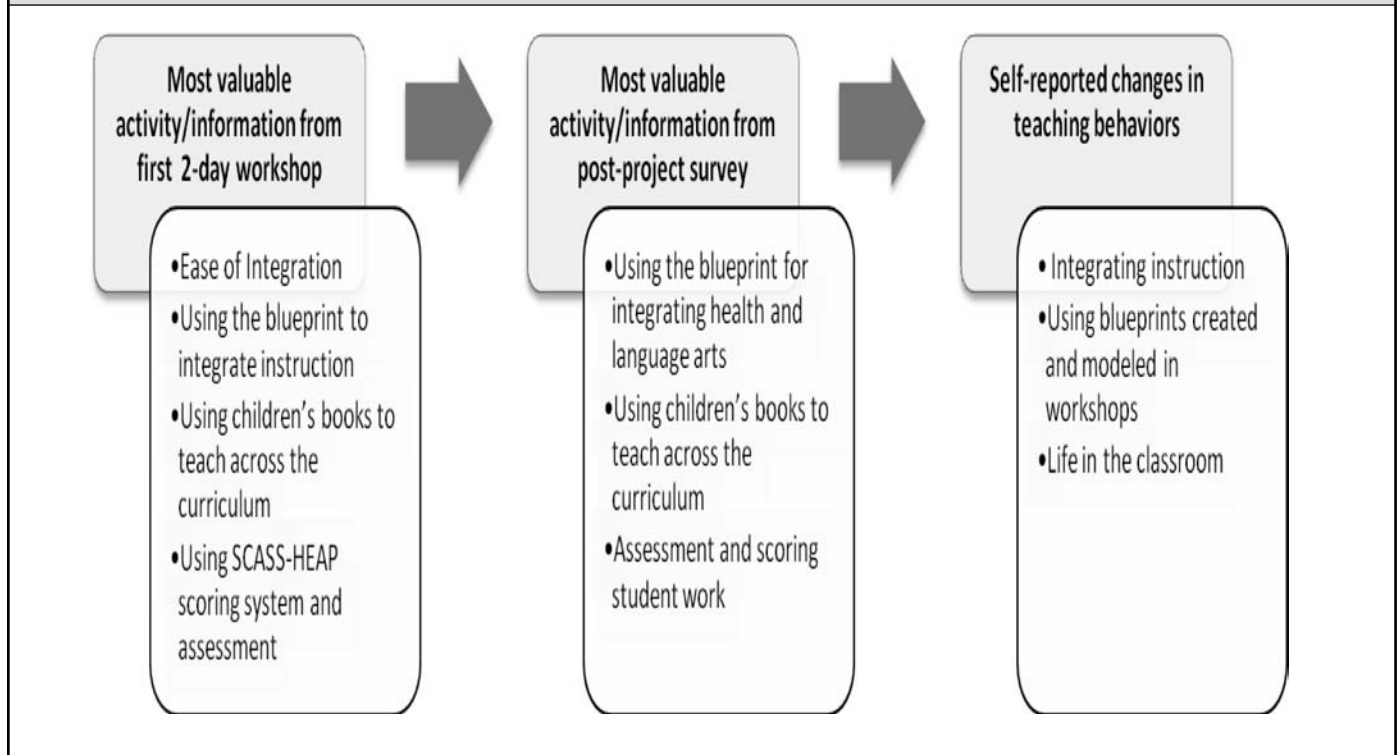 Most valuable
activity/information from
first 2-day workshop
•Ease of Integration
•Using the blueprint to
integrate instruction
•Using children's books to
teach across the
curriculum
•Using SCASS-HEAP
scoring system and
assessment
Most valuable
activity/information from
post-project survey
•Using the blueprint for
integrating health and
language arts
•Using children's books to
teach across the
curriculum
•Assessment and scoring
student work
Self-reported changes in
teaching behaviors
• Integrating instruction
•Using blueprints created
and modeled in
workshops
•Life in the classroom